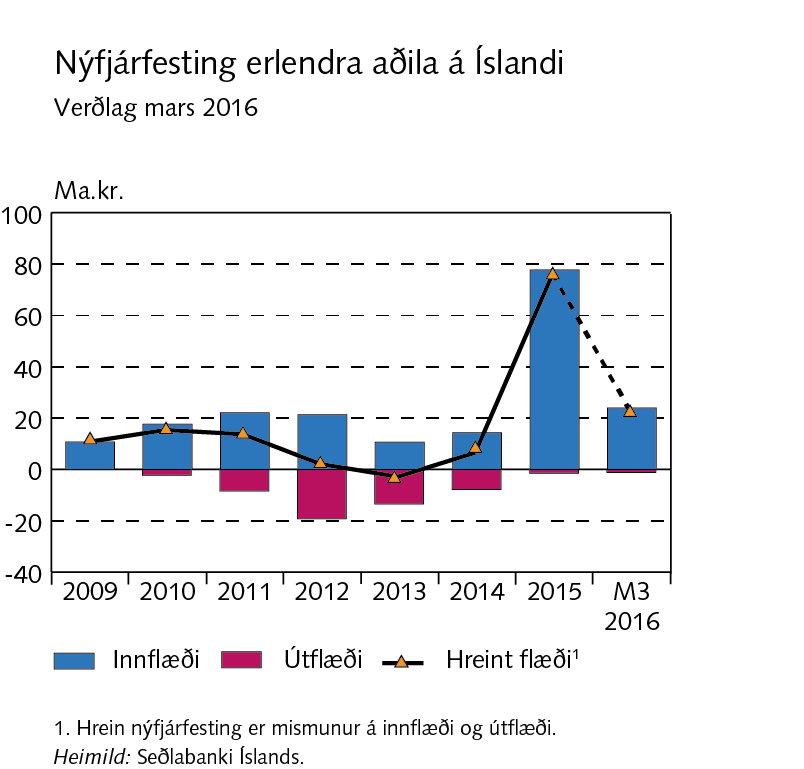 Nýfjárfesting erlendra aðila á Íslandi
Verðlag mars 2016
Ma.kr.
100
80
60
40
20
0
-20
-40
2009 2010 2011 2012 2013 2014 2015 M3
2016
Innflæði Útflæði Hreint flæði¹
1. Hrein nýfjárfesting er mismunur á innflæði og útflæði.
Heimild: Seðlabanki Íslands.